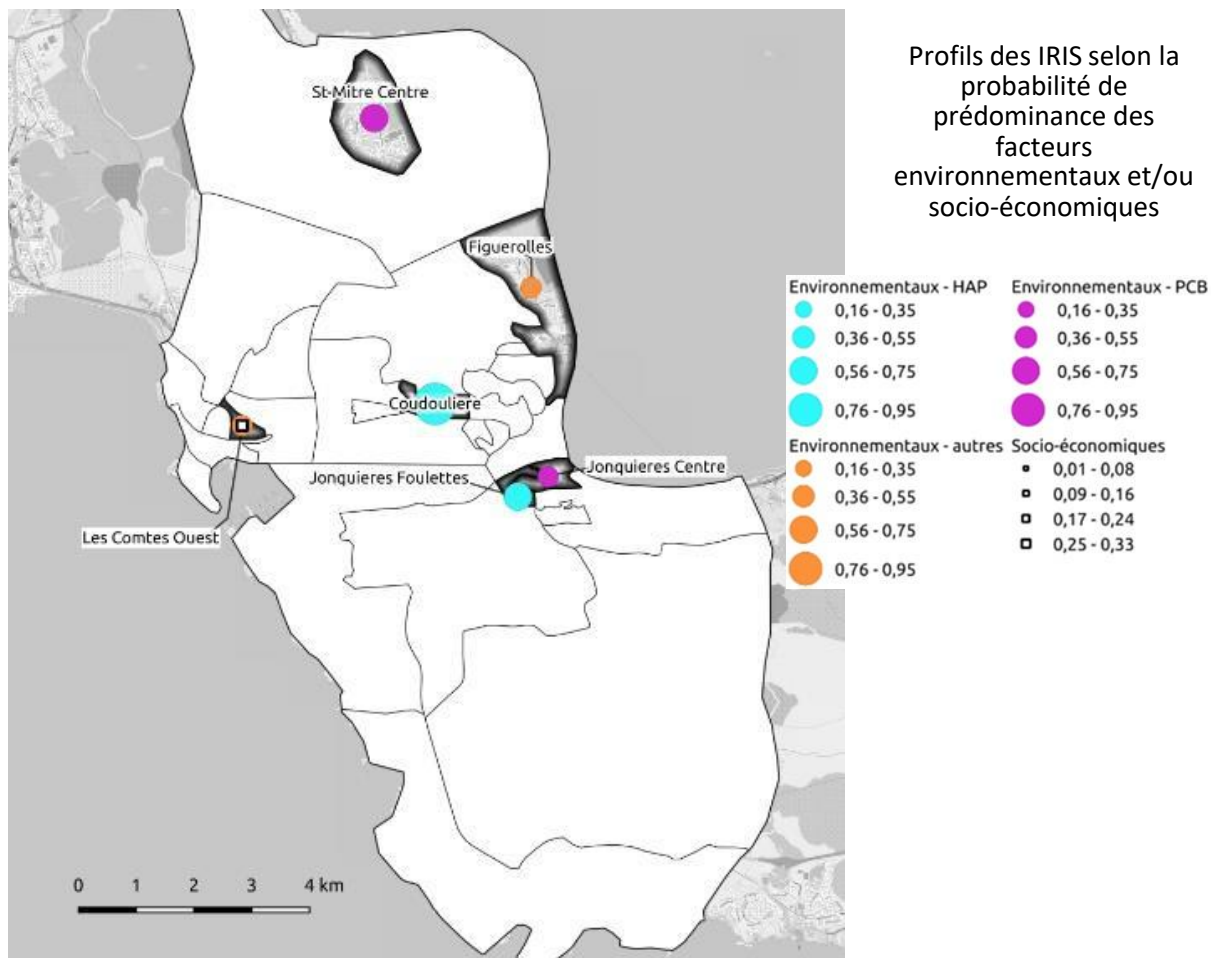 Profils des IRIS selon la
probabilité de
prédominance des
facteurs
environnementaux et/ou
socio-économiques
St-Mitre Centre
Figuerolles
Coudouliere
Jonquieres Centre
Jonquieres Foulettes
Les Comtes Ouest
0 1 2 3 4 km
Environnementaux - HAP
0,16 - 0,35
0,36 - 0,55
0,56 - 0,75
0,76 - 0,95
Environnementaux - PCB
0,16 - 0,35
0,36 - 0,55
0,56 - 0,75
0,76 - 0,95
Environnementaux - autres
0,16 - 0,35
0,36 - 0,55
0,56 - 0,75
0,76 - 0,95
Socio-économiques
0,01 - 0,08
0,09 - 0,16
0,17 - 0,24
0,25 - 0,33